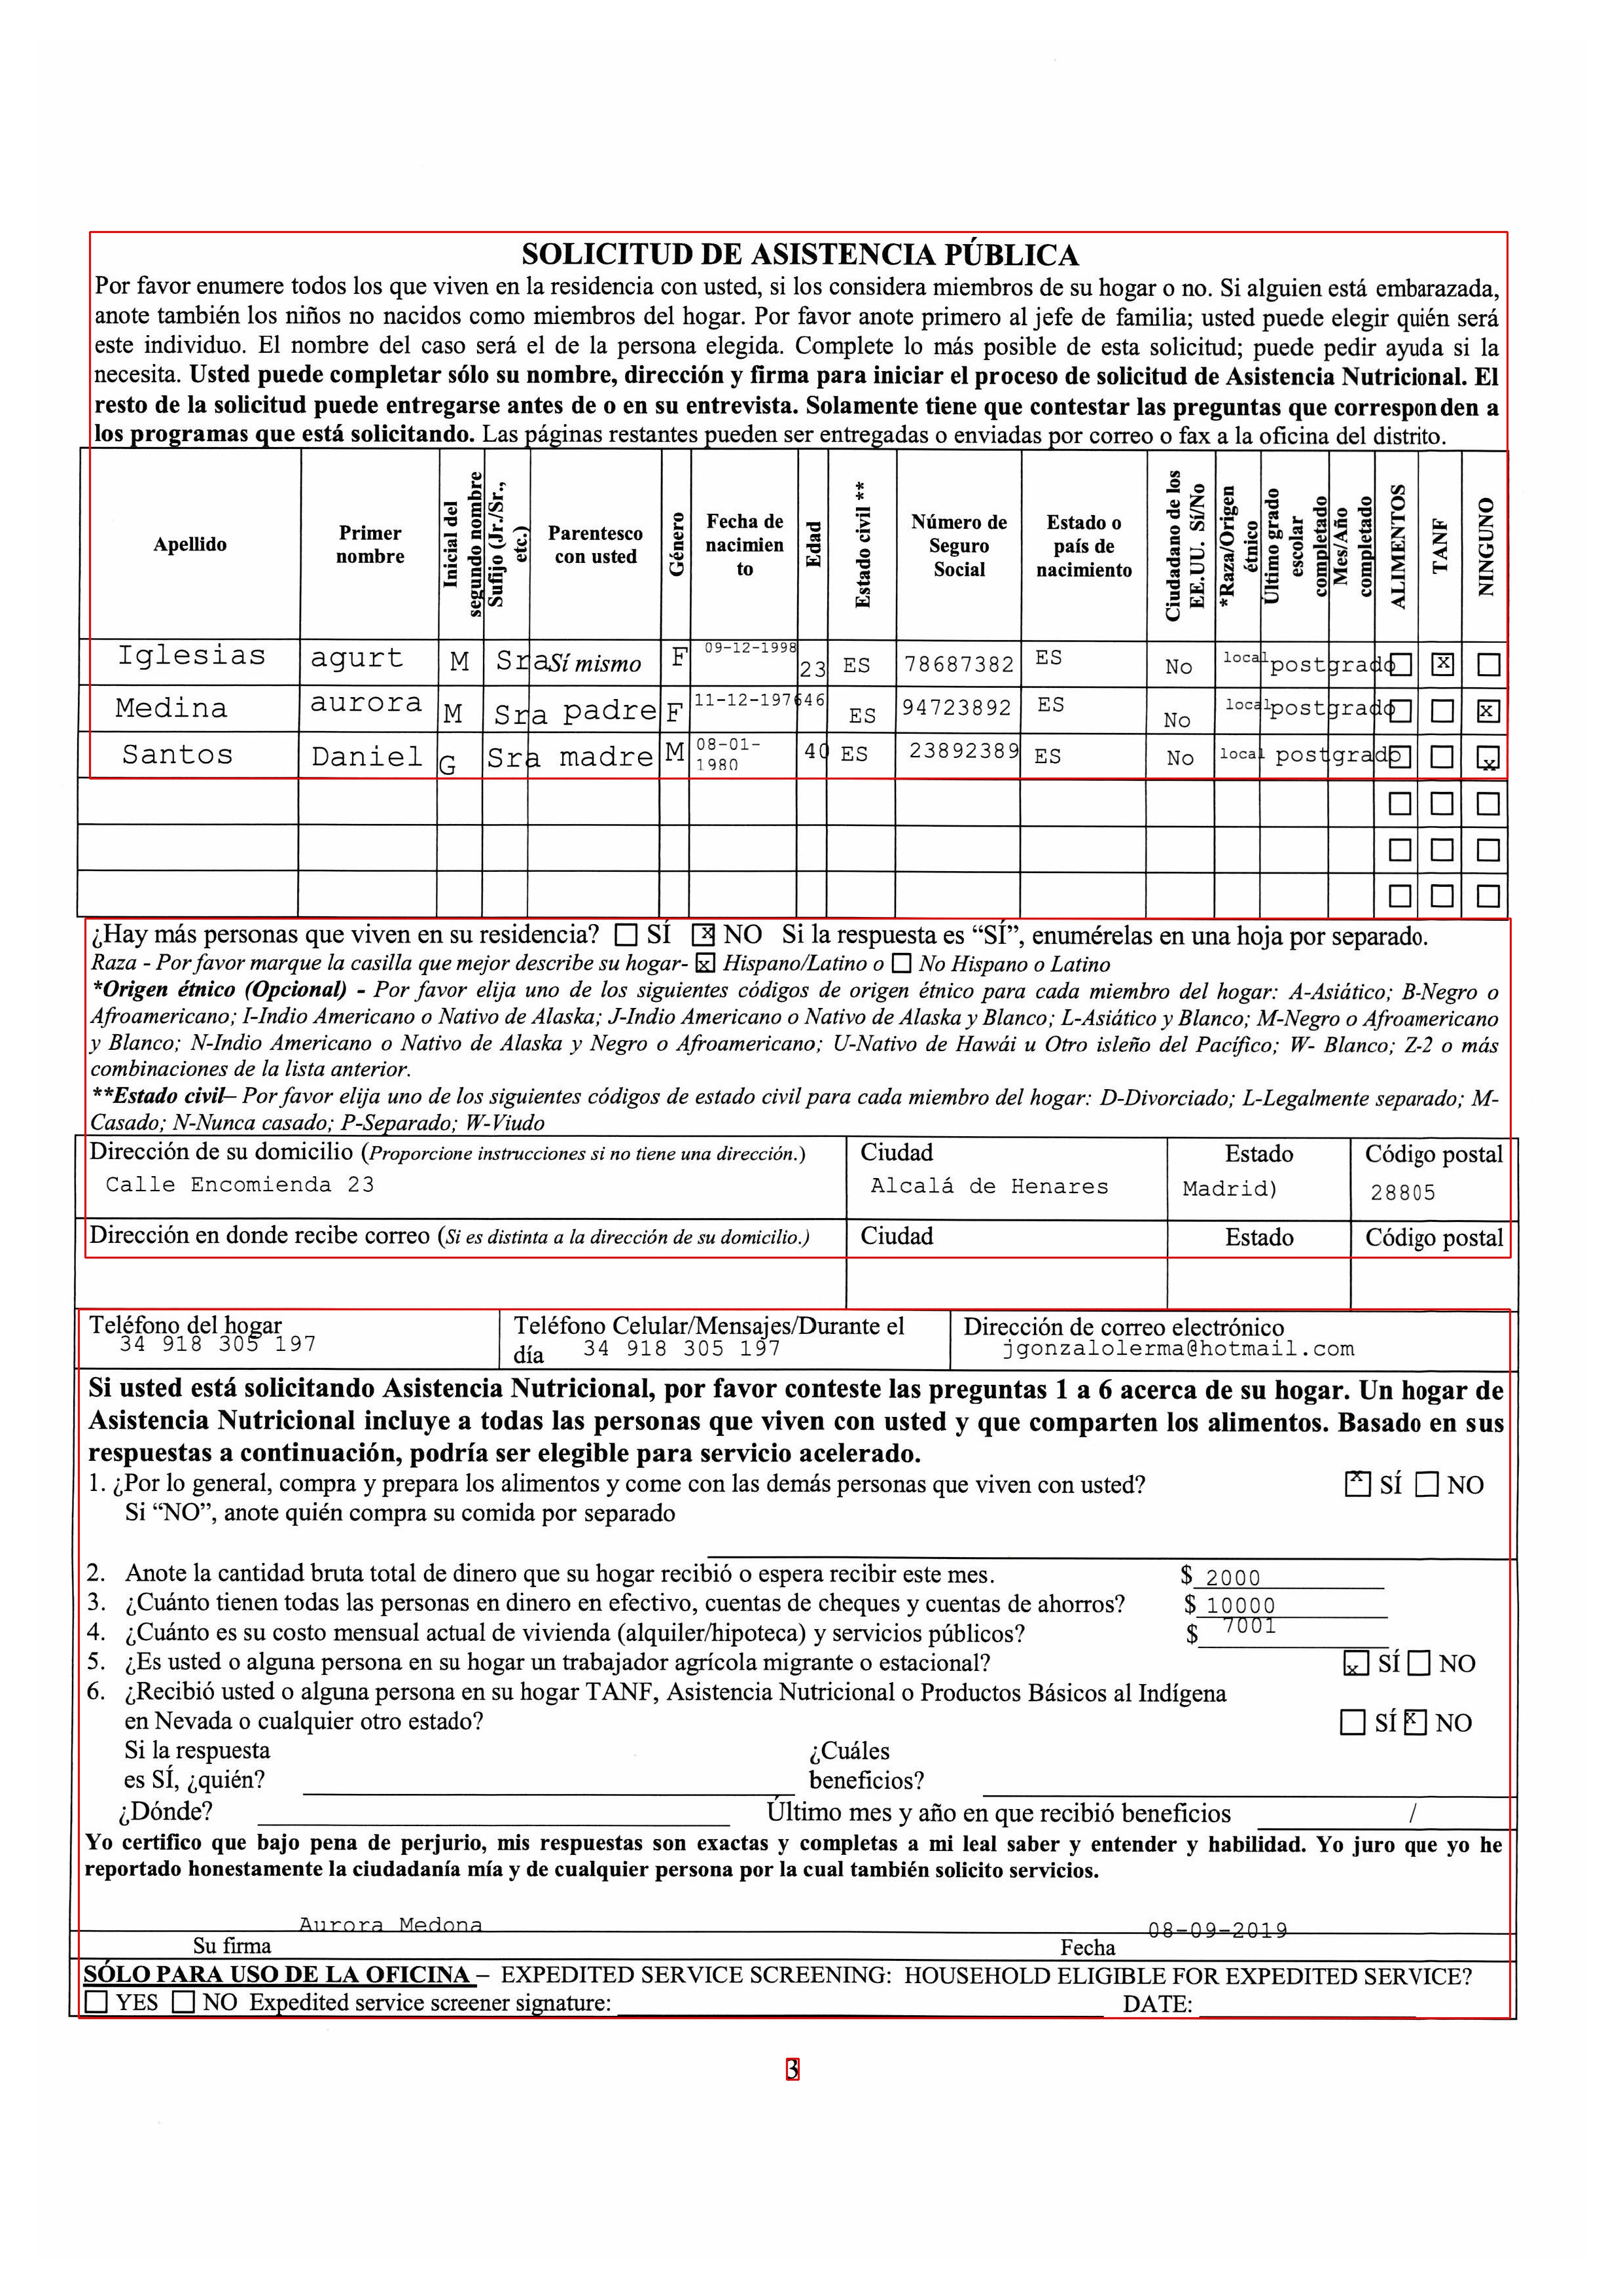 SOLICITUD DE ASISTENCIA PÚBLICA
Por favor enumere todos los que viven en la residencia con usted, si los considera miembros de su hogar o no. Si alguien está embarazada,
anote también los niños no nacidos como miembros del hogar. Por favor anote primero al jefe de familia; usted puede elegir quién será
este individuo. El nombre del caso será el de la persona elegida. Complete lo más posible de esta solicitud; puede pedir ayuda si la
necesita. Usted puede completar sólo su nombre, dirección y firma para iniciar el proceso de solicitud de Asistencia Nutricional. El
resto de la solicitud puede entregarse antes de o en su entrevista. Solamente tiene que contestar las preguntas que corresponden a
los programas que está solicitando. Las páginas restantes pueden ser entregadas o enviadas por correo o fax a la oficina del distrito.
Apellido
Primer
nombre
Inicial del
segundo nombre
Sufijo (Jr./Sr.,
etc.)
Parentesco
con usted
Género
Fecha de
nacimien
to
Edad
Estado civil **
Número de
Seguro
Social
Estado o
país de
nacimiento
Ciudadano de los
EE.UU. Sí/No
*Raza/Origen
étnico
Último grado
escolar
completado
Mes/Año
completado
ALIMENTOS
TANF
NINGUNO
Iglesias agurt M Sra Sí mismo F 09-12-1998 23 ES 78687382 ES No local postgrado x
Medina aurora M Sra padre F 11-12-1976 46 ES 94723892 ES No local postgrado x
Santos Daniel G Sra madre M 08-01-
1980 40 ES 23892389 ES No local postgrado x
¿Hay más personas que viven en su residencia? SÍ x NO Si la respuesta es “SÍ”, enumérelas en una hoja por separado.
Raza - Por favor marque la casilla que mejor describe su hogar- x Hispano/Latino o No Hispano o Latino
*Origen étnico (Opcional) - Por favor elija uno de los siguientes códigos de origen étnico para cada miembro del hogar: A-Asiático; B-Negro o
Afroamericano; I-Indio Americano o Nativo de Alaska; J-Indio Americano o Nativo de Alaska y Blanco; L-Asiático y Blanco; M-Negro o Afroamericano
y Blanco; N-Indio Americano o Nativo de Alaska y Negro o Afroamericano; U-Nativo de Hawái u Otro isleño del Pacífico; W- Blanco; Z-2 o más
combinaciones de la lista anterior.
**Estado civil– Por favor elija uno de los siguientes códigos de estado civil para cada miembro del hogar: D-Divorciado; L-Legalmente separado; M-
Casado; N-Nunca casado; P-Separado; W-Viudo
Dirección de su domicilio (Proporcione instrucciones si no tiene una dirección.) Ciudad Estado Código postal
Calle Encomienda 23 Alcalá de Henares Madrid) 28805
Dirección en donde recibe correo (Si es distinta a la dirección de su domicilio.) Ciudad Estado Código postal
Teléfono del hogar
34 918 305 197
Teléfono Celular/Mensajes/Durante el
día 34 918 305 197
Dirección de correo electrónico
jgonzalolerma@hotmail.com
Si usted está solicitando Asistencia Nutricional, por favor conteste las preguntas 1 a 6 acerca de su hogar. Un hogar de
Asistencia Nutricional incluye a todas las personas que viven con usted y que comparten los alimentos. Basado en sus
respuestas a continuación, podría ser elegible para servicio acelerado.
1. ¿Por lo general, compra y prepara los alimentos y come con las demás personas que viven con usted? x SÍ NO
Si “NO”, anote quién compra su comida por separado
2. Anote la cantidad bruta total de dinero que su hogar recibió o espera recibir este mes. $ 2000
3. ¿Cuánto tienen todas las personas en dinero en efectivo, cuentas de cheques y cuentas de ahorros? $ 10000
4. ¿Cuánto es su costo mensual actual de vivienda (alquiler/hipoteca) y servicios públicos? $ 7001
5. ¿Es usted o alguna persona en su hogar un trabajador agrícola migrante o estacional? x SÍ NO
6. ¿Recibió usted o alguna persona en su hogar TANF, Asistencia Nutricional o Productos Básicos al Indígena
en Nevada o cualquier otro estado? SÍ x NO
Si la respuesta ¿Cuáles
es SÍ, ¿quién? beneficios?
¿Dónde? Último mes y año en que recibió beneficios /
Yo certifico que bajo pena de perjurio, mis respuestas son exactas y completas a mi leal saber y entender y habilidad. Yo juro que yo he
reportado honestamente la ciudadanía mía y de cualquier persona por la cual también solicito servicios.
Aurora Medona 08-09-2019
Su firma Fecha
SÓLO PARA USO DE LA OFICINA – EXPEDITED SERVICE SCREENING: HOUSEHOLD ELIGIBLE FOR EXPEDITED SERVICE?
YES NO Expedited service screener signature: DATE:
3